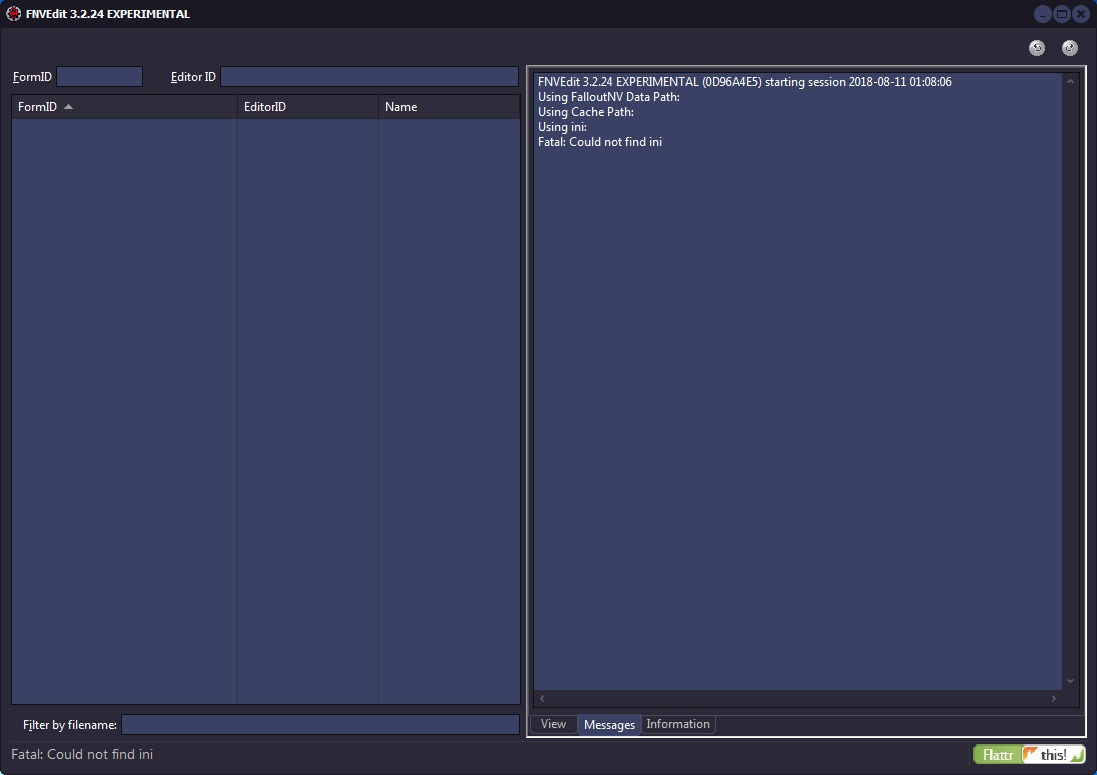 FNVEdit 3.2.24 EXPERIMENTAL
FormID
Editor ID
FormID EditorID Name
FNVEdit 3.2.24 EXPERIMENTAL (0D96A4E5) starting session 2018-08-11 01:08:06
Using FalloutNV Data Path:
Using Cache Path:
Using ini:
Fatal: Could not find ini
Filter by filename:
View Messages Information
Fatal: Could not find ini
Flattr this!